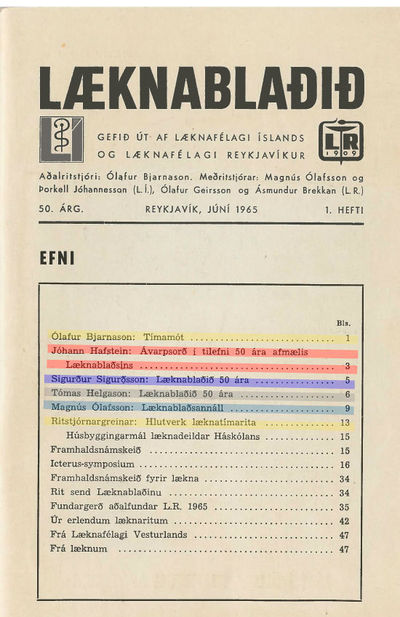 LÆKNABLAÐIÐ
GEFIÐ ÚT AF LÆKNAFÉLAGI ÍSLANDS
OG LÆKNAFÉLAGI REYKJAVÍKUR
L R
1909
Aðalritstjóri: Ólafur Bjarnason. Meðritstjórar: Magnús Ólafsson og
Þorkell Jóhannesson (L.Í.), Ólafur Geirsson og Ásmundur Brekkan (L.R.)
50. ÁRG. REYKJAVÍK, JÚNÍ 1965 1. HEFTI
EFNI
Bls.
Ólafur Bjarnason: Tímamót 1
Jóhann Hafstein: Ávarpsorð í tilefni 50 ára afmælis
Læknablaðsins 3
Sigurður Sigurðsson: Læknablaðið 50 ára 5
Tómas Helgason: Læknablaðið 50 ára 6
Magnús Ólafsson: Læknablaðsannáll 9
Ritstjórnargreinar: Hlutverk læknatímarita 13
Húsbyggingarmál læknadeildar Háskólans 15
Framhaldsnámskeið 15
Icterus-symposium 16
Framhaldsnámskeið fyrir lækna 34
Rit send Læknablaðinu 34
Fundargerð aðalfundar L.R. 1965 35
Úr erlendum læknaritum 42
Frá Læknafélagi Vesturlands 47
Frá læknum 47